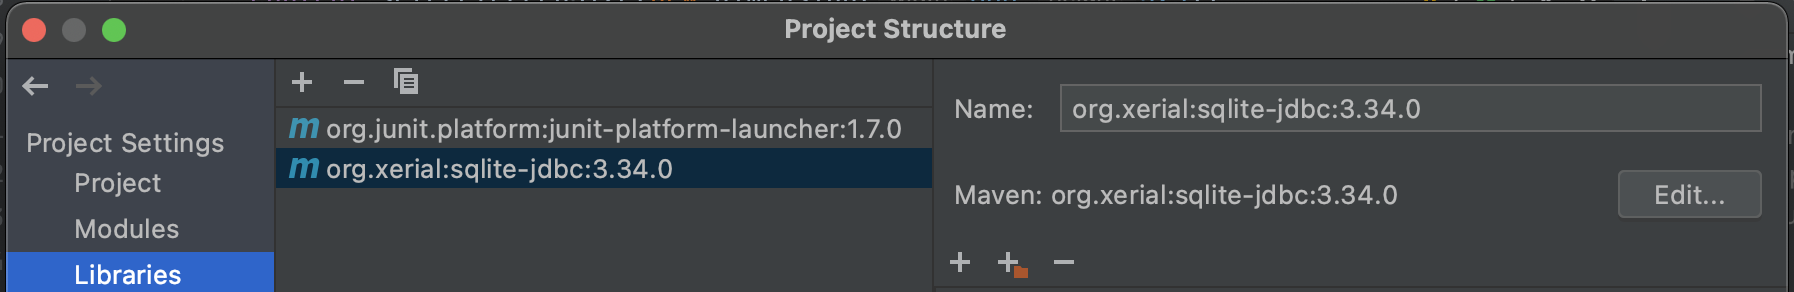 Project Structure
Project Settings
Project
Modules
Libraries
org.junit.platform:junit-platform-launcher:1.7.0
org.xerial:sqlite-jdbc:3.34.0
Name: org.xerial:sqlite-jdbc:3.34.0
Maven: org.xerial:sqlite-jdbc:3.34.0 Edit...